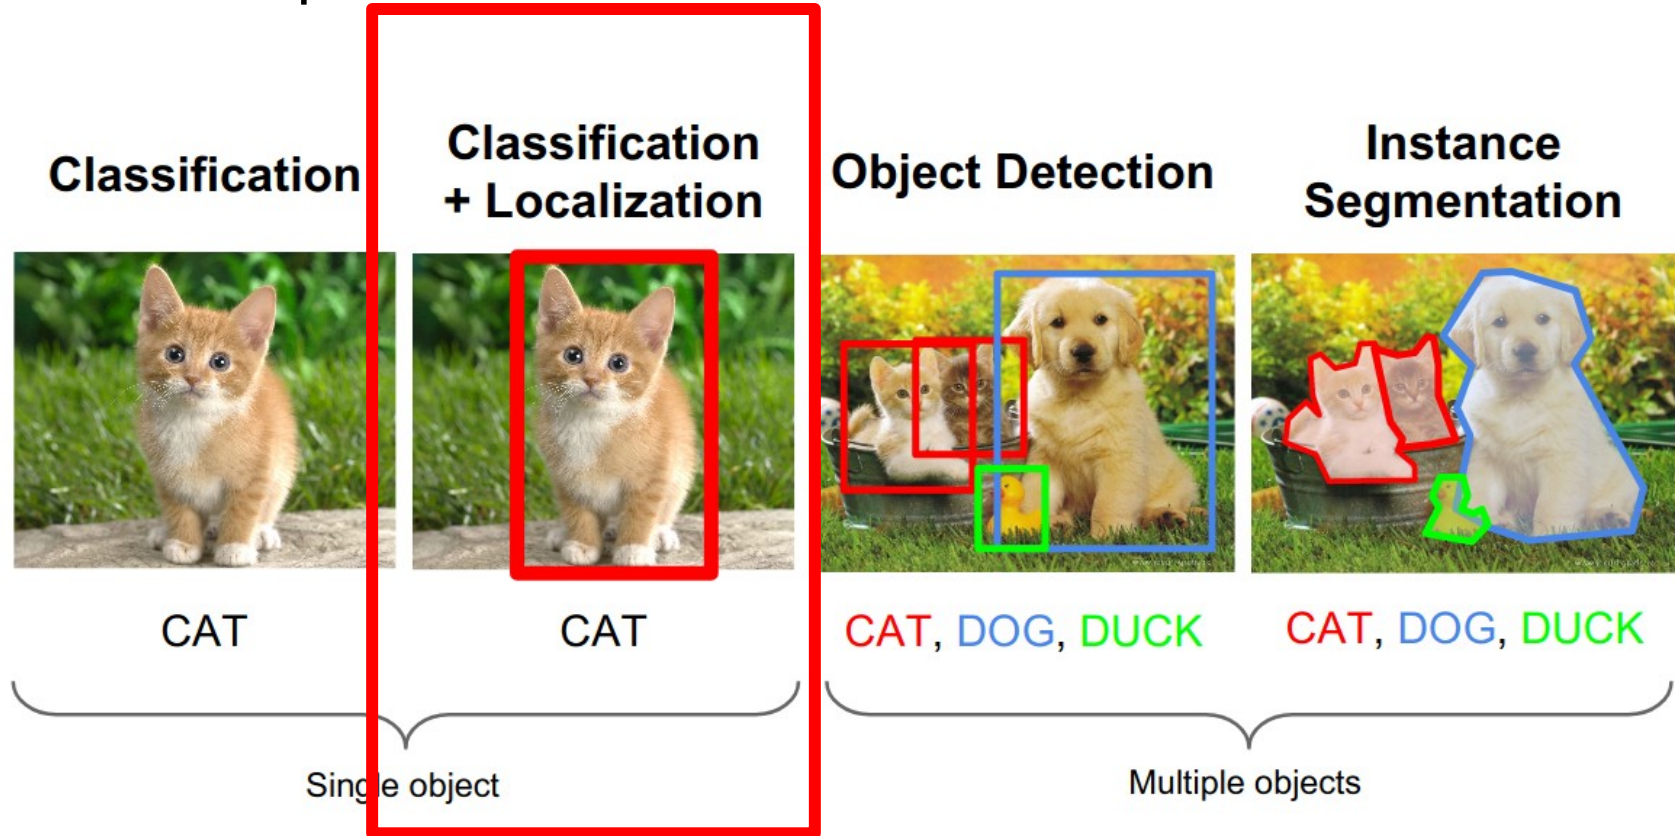 Classification
Classification
+ Localization
Object Detection
Instance
Segmentation
CAT
CAT
CAT, DOG, DUCK
CAT, DOG, DUCK
Single object
Multiple objects